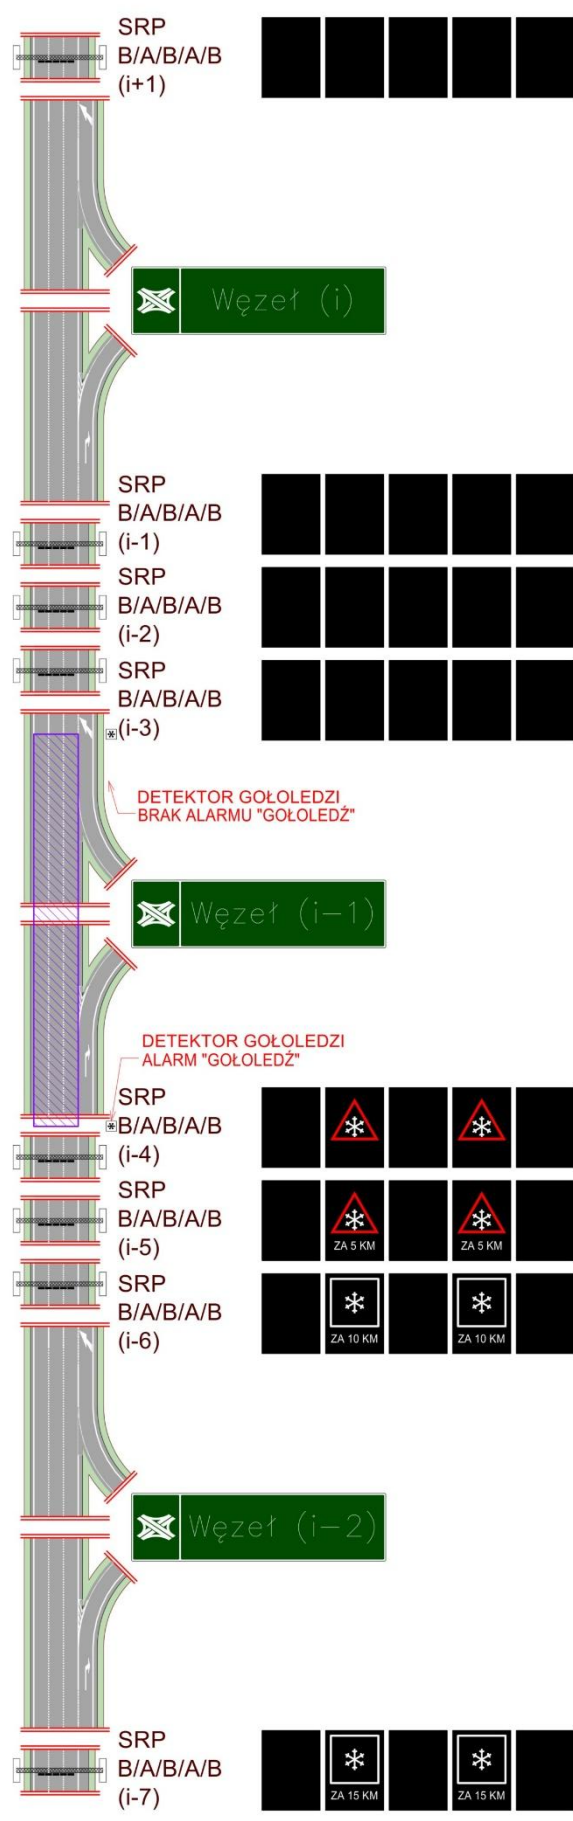 SRP
B/A/B/A/B
(i+1)
Węzeł (i)
SRP
B/A/B/A/B
(i-1)
SRP
B/A/B/A/B
(i-2)
SRP
B/A/B/A/B
(i-3)
DETEKTOR GOŁOLEDZI
BRAK ALARMU "GOŁOLEDŹ"
Węzeł (i-1)
DETEKTOR GOŁOLEDZI
ALARM "GOŁOLEDŹ"
SRP
B/A/B/A/B
(i-4)
SRP
B/A/B/A/B
(i-5)
ZA 5 KM
ZA 5 KM
SRP
B/A/B/A/B
(i-6)
ZA 10 KM
ZA 10 KM
Węzeł (i-2)
SRP
B/A/B/A/B
(i-7)
ZA 15 KM
ZA 15 KM